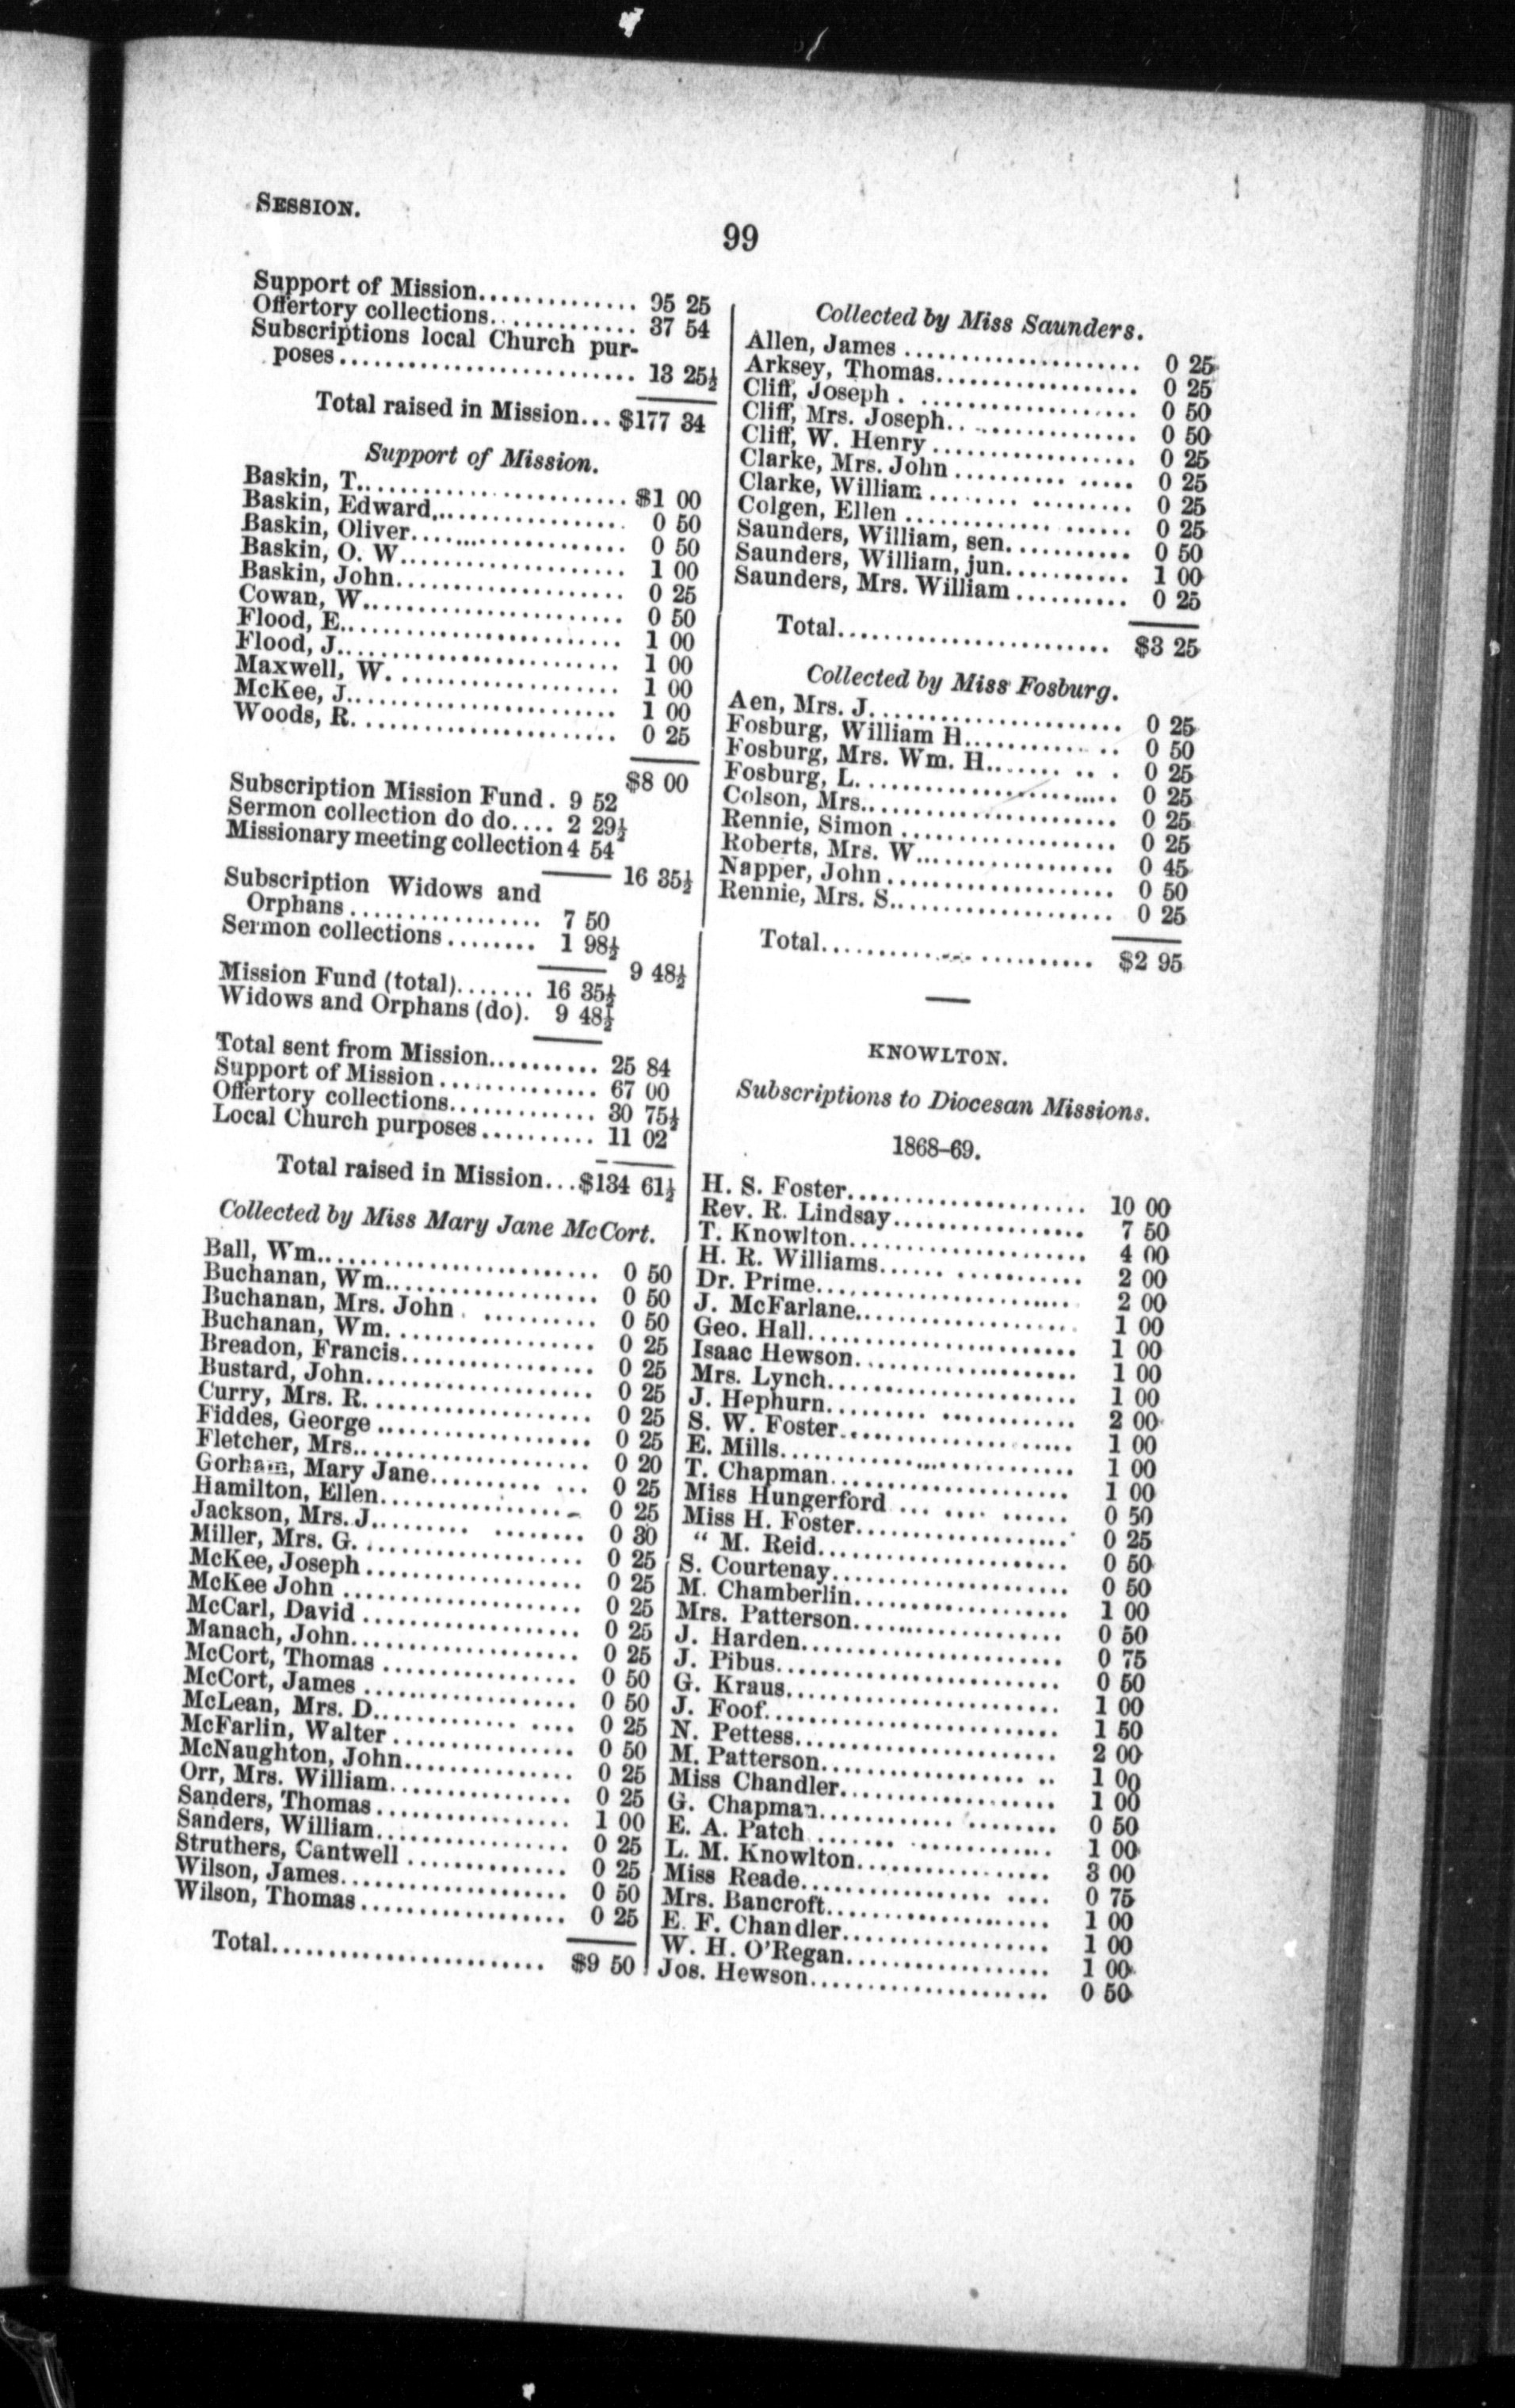 SESSION.
99
Support of Mission.............. 95 25
Offertory collections............. 37 54
Subscriptions local Church pur-
poses.......................... 13 25½
Total raised in Mission... $177 34
Support of Mission.
Baskin, T......................... $1 00
Baskin, Edward.................. 0 50
Baskin, Oliver.................... 0 50
Baskin, O. W.................... 1 00
Baskin, John.................... 0 25
Cowan, W....................... 0 50
Flood, E......................... 1 00
Flood, J......................... 1 00
Maxwell, W..................... 1 00
McKee, J........................ 1 00
Woods, R....................... 0 25
$8 00
Subscription Mission Fund. 9 52
Sermon collection do do.... 2 29½
Missionary meeting collection 4 54
16 35½
Subscription Widows and
Orphans................. 7 50
Sermon collections........ 1 98½
9 48½
Mission Fund (total)....... 16 35½
Widows and Orphans (do). 9 48½
Total sent from Mission.......... 25 84
Support of Mission.............. 67 00
Offertory collections............. 30 75½
Local Church purposes.......... 11 02
Total raised in Mission...$134 61½
Collected by Miss Mary Jane McCort.
Ball, Wm......................... 0 50
Buchanan, Wm................... 0 50
Buchanan, Mrs. John .......... 0 50
Buchanan, Wm.................. 0 25
Breadon, Francis................. 0 25
Bustard, John.................... 0 25
Curry, Mrs. R.................... 0 25
Fiddes, George................... 0 25
Fletcher, Mrs..................... 0 20
Gorham, Mary Jane............. 0 25
Hamilton, Ellen.................. 0 25
Jackson, Mrs. J................. 0 30
Miller, Mrs. G.................... 0 25
McKee, Joseph................... 0 25
McKee John..................... 0 25
McCarl, David................... 0 25
Manach, John.................... 0 25
McCort, Thomas................. 0 50
McCort, James................... 0 50
McLean, Mrs. D................. 0 25
McFarlin, Walter................ 0 50
McNaughton, John............... 0 25
Orr, Mrs. William................ 0 25
Sanders, Thomas................. 1 00
Sanders, William................. 0 25
Struthers, Cantwell.............. 0 25
Wilson, James.................... 0 50
Wilson, Thomas.................. 0 25
Total........................ $9 50
Collected by Miss Saunders.
Allen, James..................... 0 25
Arksey, Thomas.................. 0 25
Cliff, Joseph. ................... 0 50
Cliff, Mrs. Joseph................ 0 50
Cliff, W. Henry.................. 0 25
Clarke, Mrs. John.......... ..... 0 25
Clarke, William........ ......... 0 25
Colgen, Ellen.................... 0 25
Saunders, William, sen........... 0 50
Saunders, William, jun........... 1 00
Saunders, Mrs. William.......... 0 25
Total........................ $3 25
Collected by Miss Fosburg.
Aen, Mrs. J...................... 0 25
Fosburg, William H.............. 0 50
Fosburg, Mrs. Wm. H........... 0 25
Fosburg, L....................... 0 25
Colson, Mrs...................... 0 25
Rennie, Simon................... 0 25
Roberts, Mrs. W................. 0 45
Napper, John.................... 0 50
Rennie, Mrs. S................... 0 25
Total........................ $2 95
KNOWLTON.
Subscriptions to Diocesan Missions.
1868-69.
H. S. Foster..................... 10 00
Rev. R. Lindsay................. 7 50
T. Knowlton..................... 4 00
H. R. Williams...... ........... 2 00
Dr. Prime....................... 2 00
J. McFarlane.................... 1 00
Geo. Hall........................ 1 00
Isaac Hewson.................... 1 00
Mrs. Lynch...................... 1 00
J. Hephurn......... ............ 2 00
S. W. Foster..................... 1 00
E. Mills.......................... 1 00
T. Chapman..................... 1 00
Miss Hungerford ... .... ...... 0 50
Miss H. Foster................... 0 25
" M. Reid...................... 0 50
S. Courtenay..................... 0 50
M. Chamberlin................... 1 00
Mrs. Patterson................... 0 50
J. Harden........................ 0 75
J. Pibus......................... 0 50
G. Kraus........................ 1 00
J. Foof.......................... 1 50
N. Pettess....................... 2 00
M. Patterson.................. .. 1 00
Miss Chandler................... 1 00
G. Chapman............ ........ 0 50
E. A. Patch..................... 1 00
L. M. Knowlton................. 3 00
Miss Reade................. .... 0 75
Mrs. Bancroft.................... 1 00
E. F. Chandler.................. 1 00
W. H. O'Regan.................. 1 00
Jos. Hewson..................... 0 50